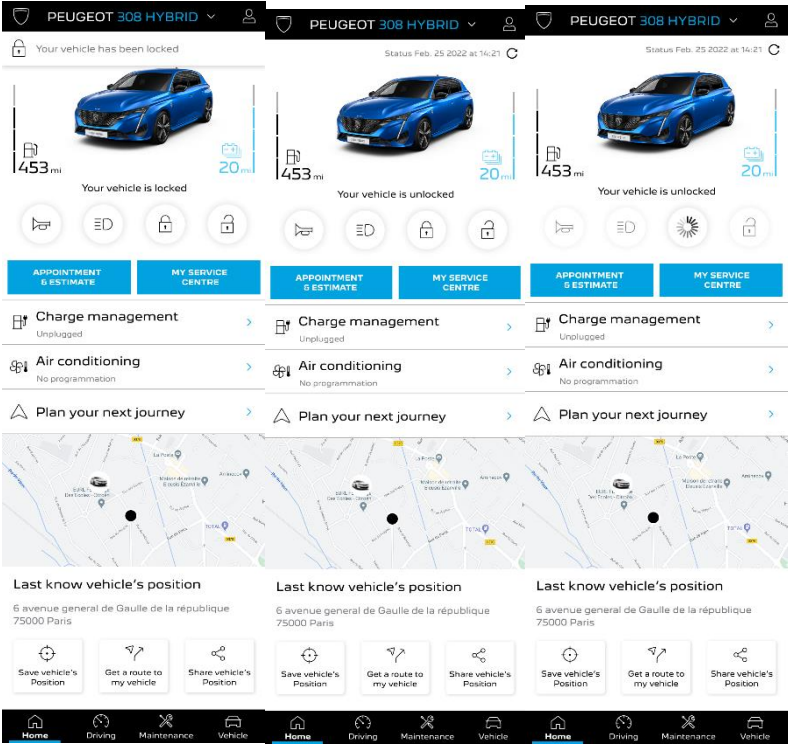 PEUGEOT 308 HYBRID
Your vehicle has been locked
453 mi
20 mi
Your vehicle is locked
APPOINTMENT
& ESTIMATE
MY SERVICE
CENTRE
Charge management
Unplugged
Air conditioning
No programmation
Plan your next journey
La Poste
TOTAL
Last know vehicle's position
6 avenue general de Gaulle de la république
75000 Paris
Save vehicle's
Position
Get a route to
my vehicle
Share vehicle's
Position
Home
Driving
Maintenance
Vehicle
PEUGEOT 308 HYBRID
Status Feb. 25 2022 at 14:21
453 mi
20 mi
Your vehicle is unlocked
APPOINTMENT
& ESTIMATE
MY SERVICE
CENTRE
Charge management
Unplugged
Air conditioning
No programmation
Plan your next journey
La Poste
TOTAL
Last know vehicle's position
6 avenue general de Gaulle de la république
75000 Paris
Save vehicle's
Position
Get a route to
my vehicle
Share vehicle's
Position
Home
Driving
Maintenance
Vehicle
PEUGEOT 308 HYBRID
Status Feb. 25 2022 at 14:21
453 mi
20 mi
Your vehicle is unlocked
APPOINTMENT
& ESTIMATE
MY SERVICE
CENTRE
Charge management
Unplugged
Air conditioning
No programmation
Plan your next journey
La Poste
TOTAL
Last know vehicle's position
6 avenue general de Gaulle de la république
75000 Paris
Save vehicle's
Position
Get a route to
my vehicle
Share vehicle's
Position
Home
Driving
Maintenance
Vehicle